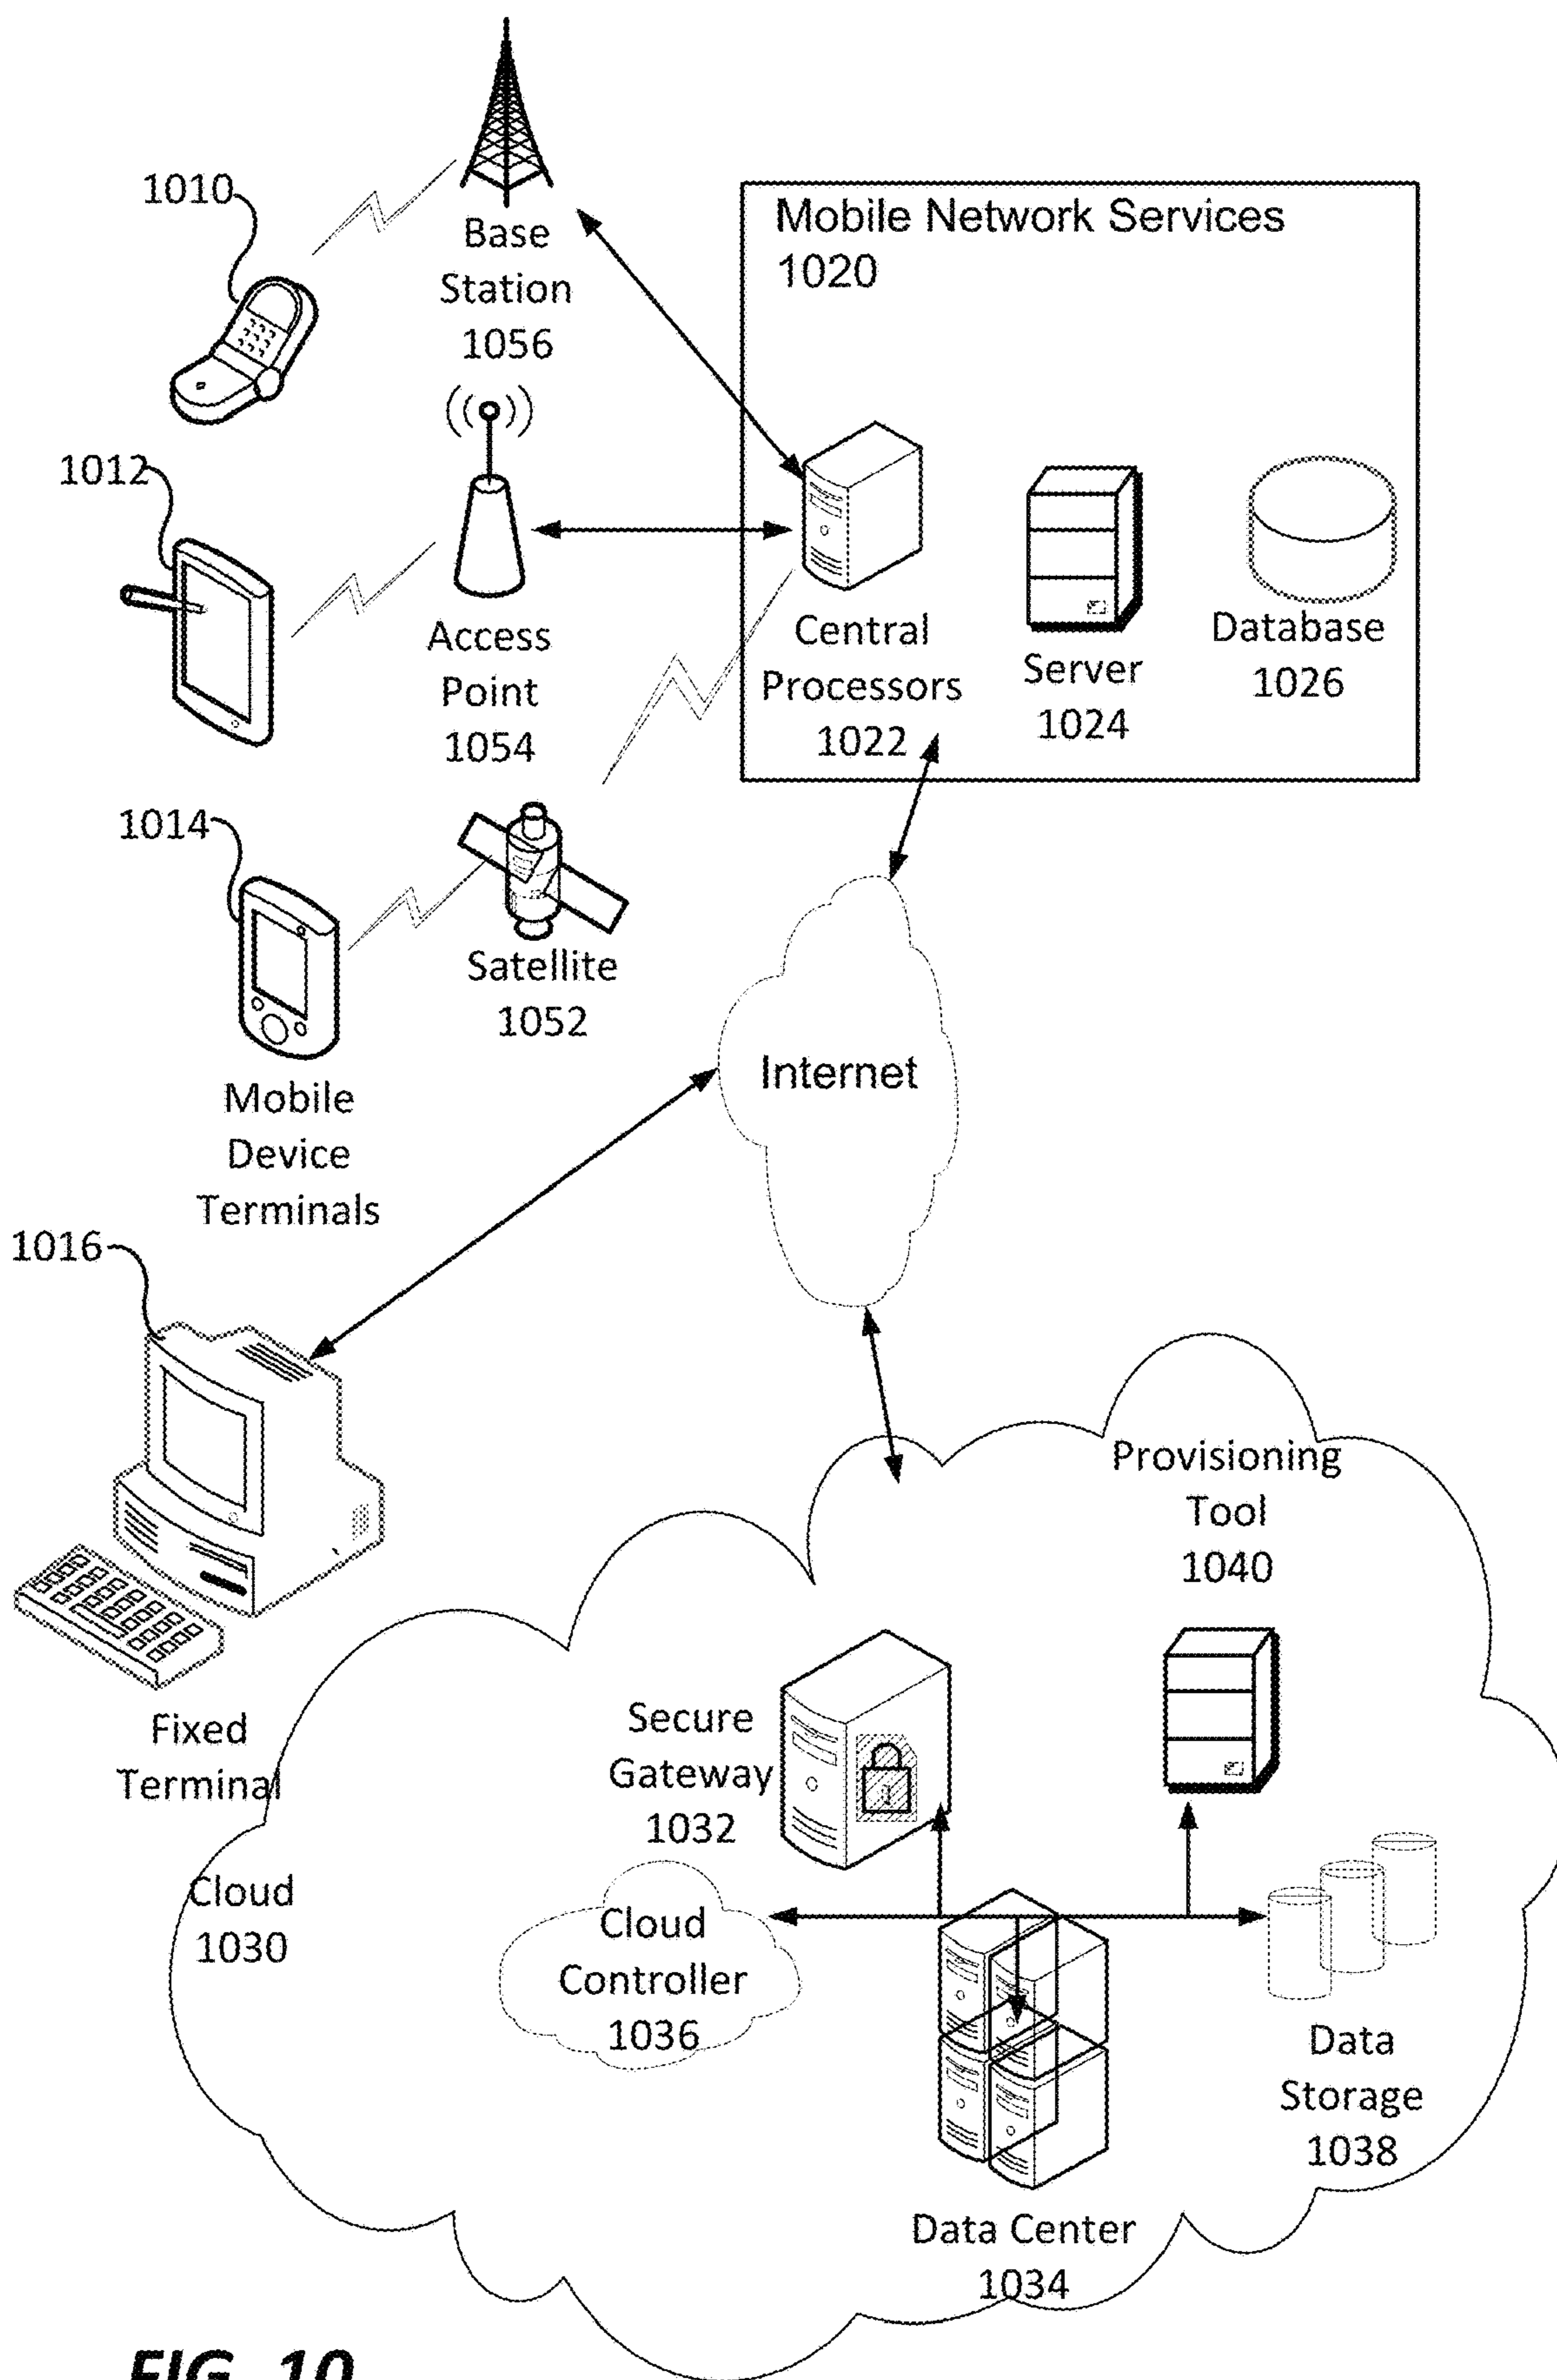 1010
Base
Station
1056
Mobile Network Services
1020
1012
Access
Point
1054
Central
Processors
1022
Server
1024
Database
1026
1014
Satellite
1052
Mobile
Device
Terminals
Internet
1016
Fixed
Terminal
Provisioning
Tool
1040
Secure
Gateway
1032
Cloud
1030
Cloud
Controller
1036
Data
Storage
1038
Data Center
1034
FIG. 10